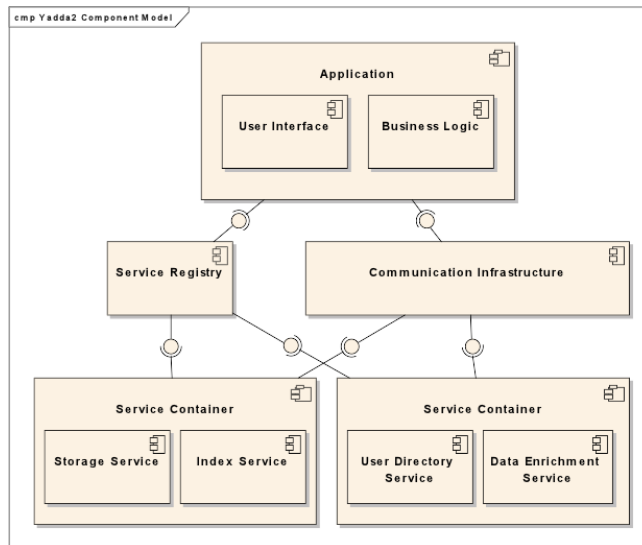 cmp Yadda2 Component Model
Application
User Interface
Business Logic
Service Registry
Communication Infrastructure
Service Container
Storage Service
Index Service
Service Container
User Directory
Service
Data Enrichment
Service